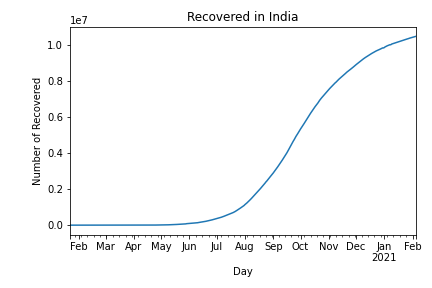 Recovered in India
1e7
1.0
0.8
0.6
0.4
0.2
0.0
Number of Recovered
Feb Mar Apr May Jun Jul Aug Sep Oct Nov Dec Jan Feb
2021
Day